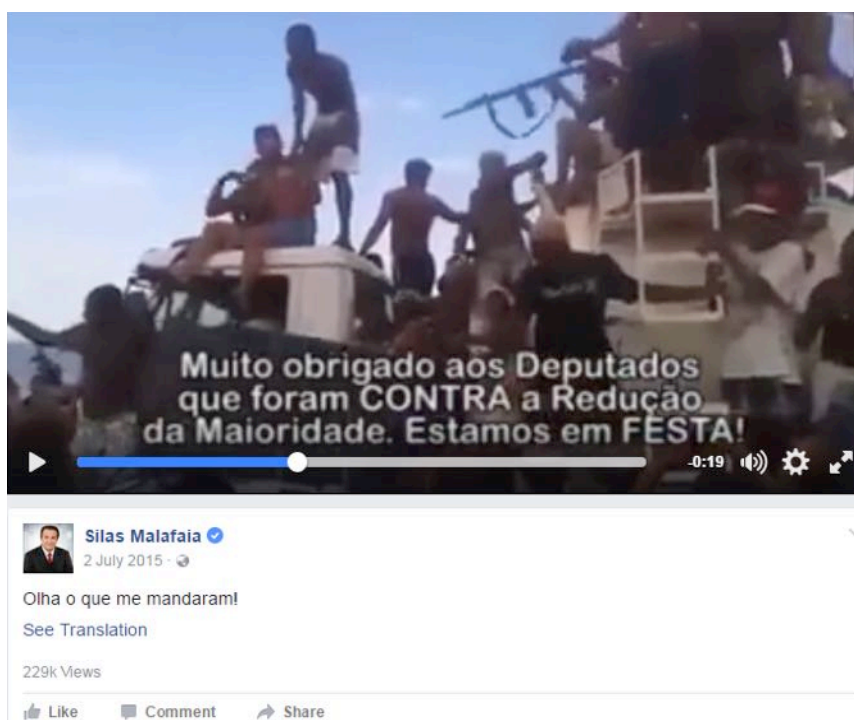 Muito obrigado aos Deputados
que foram CONTRA a Redução
da Maioridade. Estamos em FESTA!
-0:19
Silas Malafaia
2 July 2015 ·
Olha o que me mandaram!
See Translation
229k Views
Like Comment Share